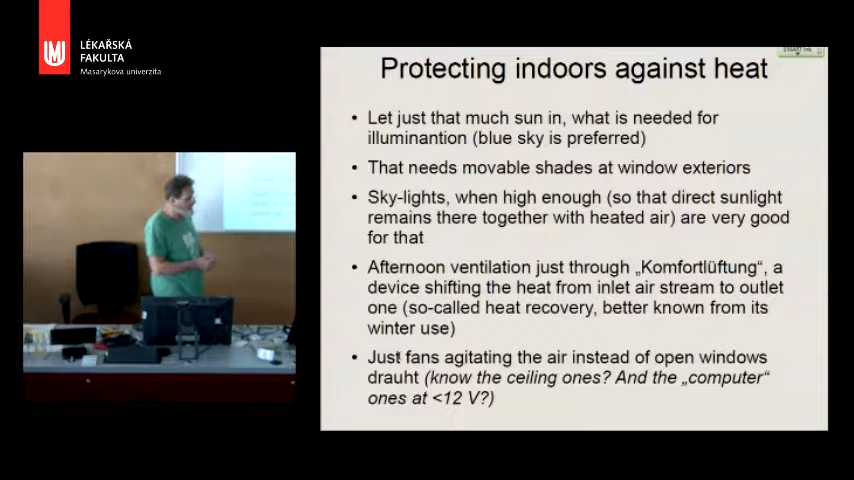 LÉKAŘSKÁ
FAKULTA
Masarykova univerzita
Protecting indoors against heat
• Let just that much sun in, what is needed for
illuminantion (blue sky is preferred)
• That needs movable shades at window exteriors
• Sky-lights, when high enough (so that direct sunlight
remains there together with heated air) are very good
for that
• Afternoon ventilation just through „Komfortlüftung“, a
device shifting the heat from inlet air stream to outlet
one (so-called heat recovery, better known from its
winter use)
• Just fans agitating the air instead of open windows
drauht (know the ceiling ones? And the „computer“
ones at <12 V?)